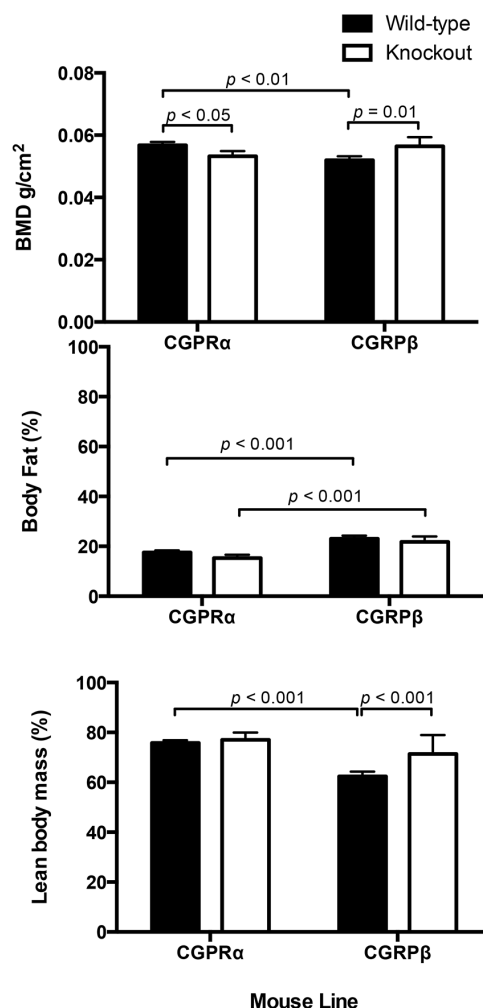 Wild-type
Knockout
BMD g/cm²
0.08
0.06
0.04
0.02
0.00
p < 0.01
p < 0.05
p = 0.01
CGPRα
CGRPβ
Body Fat (%)
100
80
60
40
20
0
p < 0.001
p < 0.001
CGPRα
CGRPβ
Lean body mass (%)
100
80
60
40
20
0
p < 0.001
p < 0.001
CGPRα
CGRPβ
Mouse Line